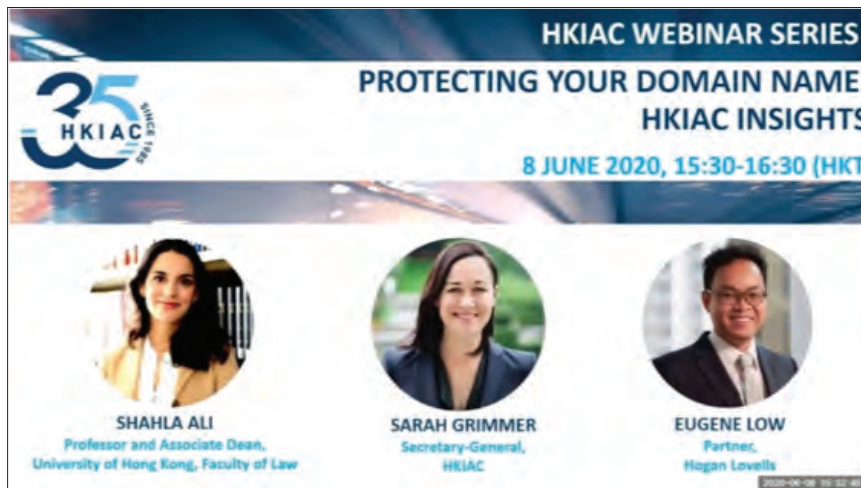 HKIAC WEBINAR SERIES
35
HKIAC
SINCE 1985
PROTECTING YOUR DOMAIN NAME
HKIAC INSIGHTS
8 JUNE 2020, 15:30-16:30 (HKT
SHAHLA ALI
Professor and Associate Dean,
University of Hong Kong, Faculty of Law
SARAH GRIMMER
Secretary-General,
HKIAC
EUGENE LOW
Partner,
Hogan Lovells